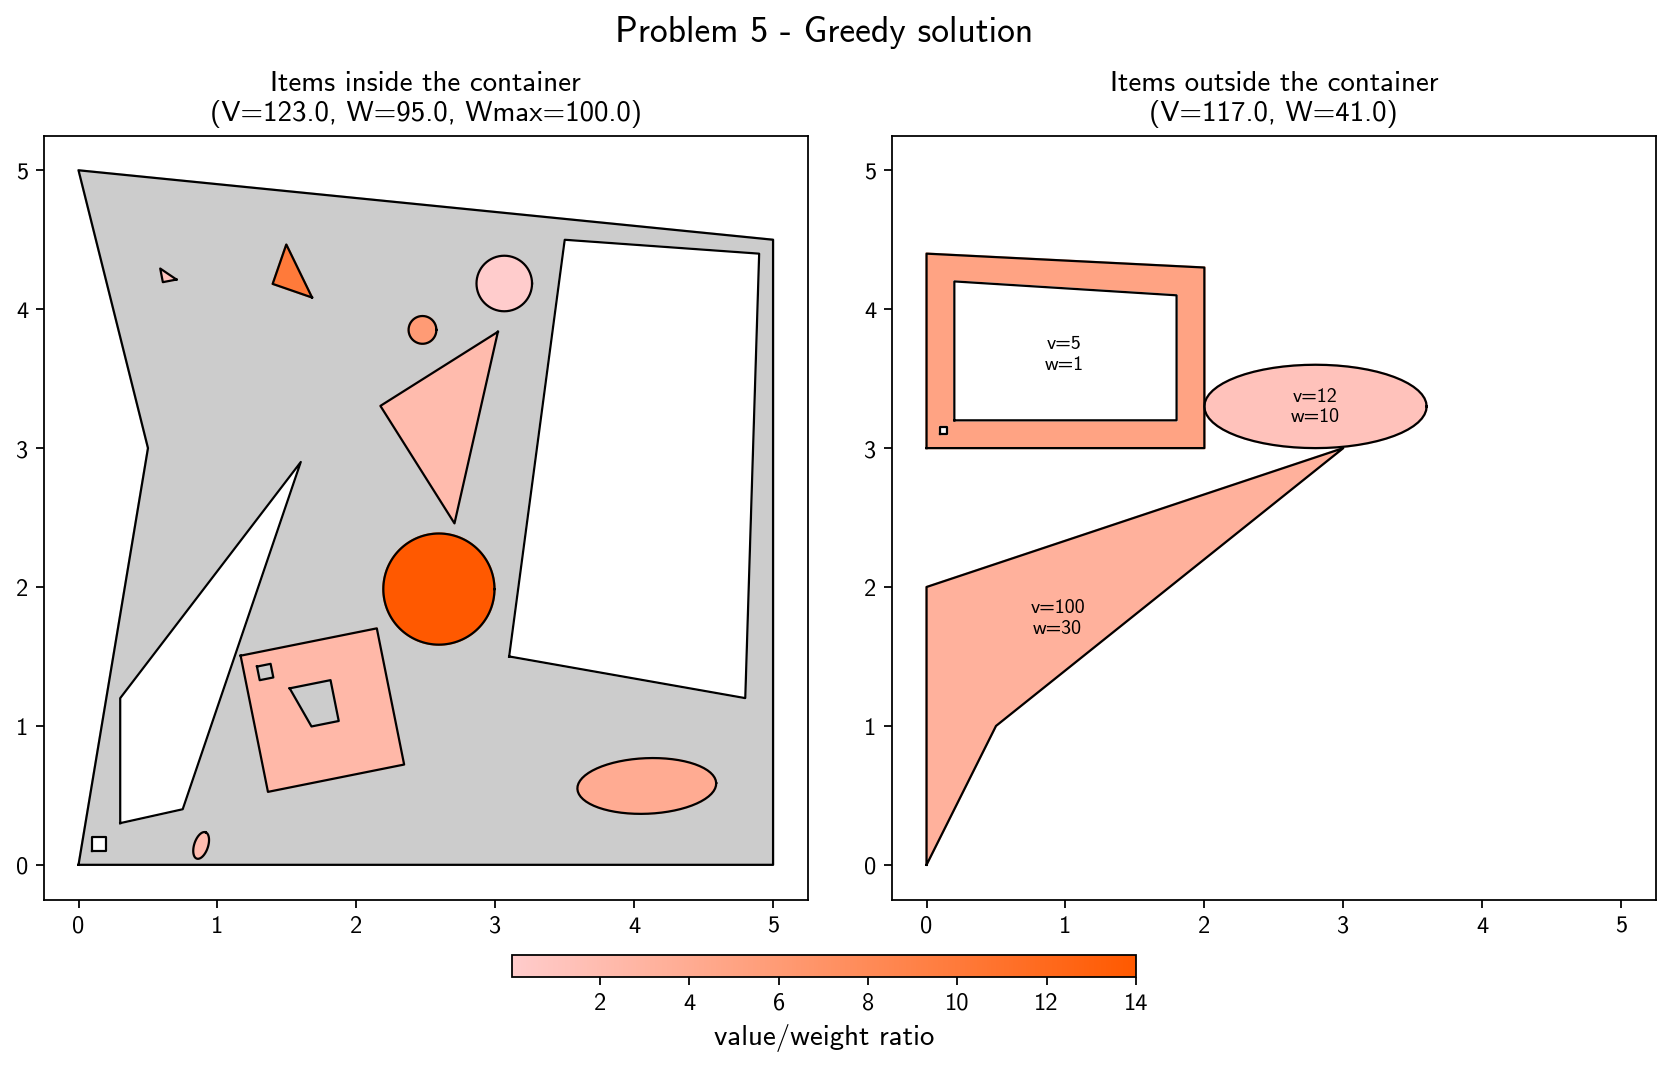 Problem 5 - Greedy solution
Items inside the container
(V=123.0, W=95.0, Wmax=100.0)
5
4
3
2
1
0
0 1 2 3 4 5
Items outside the container
(V=117.0, W=41.0)
5
4
3
2
1
0
v=5
w=1
v=12
w=10
v=100
w=30
0 1 2 3 4 5
2 4 6 8 10 12 14
value/weight ratio